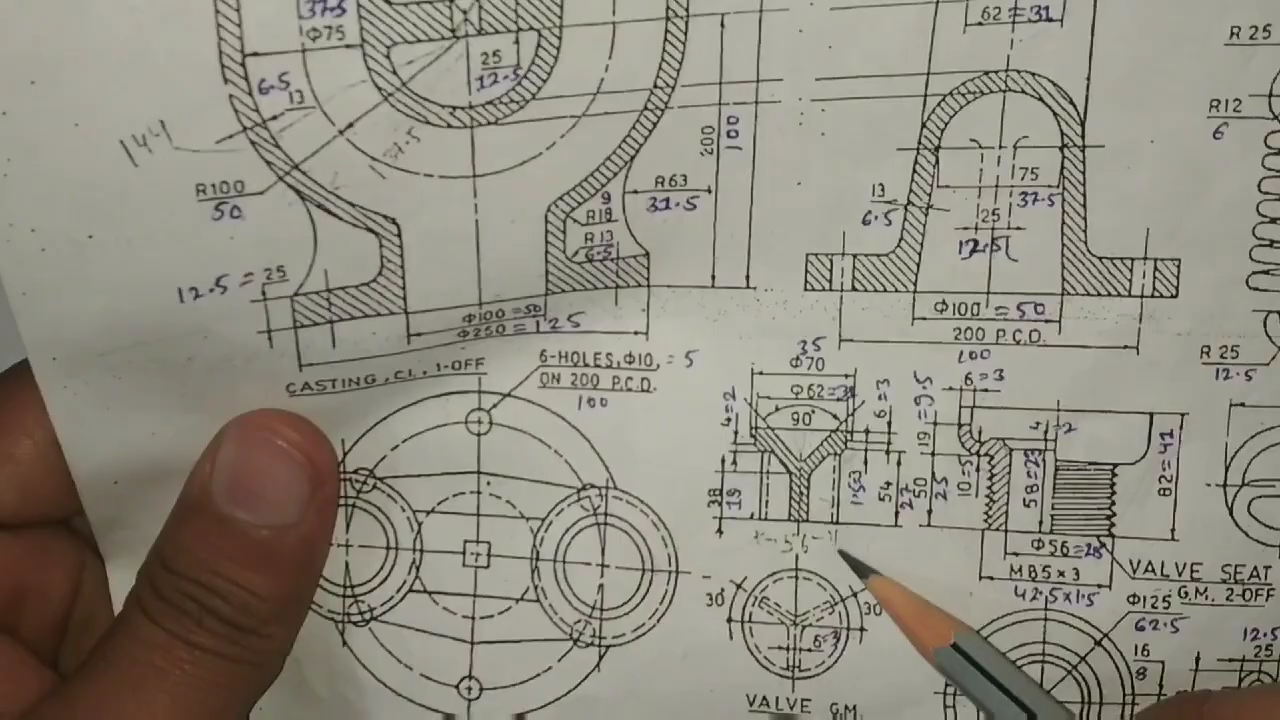 37.5
Φ75
6.5
13
144
25
12.5
R100
50
12.5 = 25
200
100
9
R18
R13
6.5
R63
31.5
Φ100=50
Φ250 = 125
CASTING, C.I., 1-OFF
6-HOLES, Φ10, = 5
ON 200 P.C.D.
100
62 = 31
13
6.5
75
37.5
25
12.5
Φ100 = 50
200 P.C.D.
100
R 25
R12
6
R 25
12.5
35
Φ70
Φ62=31
90°
4=2
6=3
38
19
54
27
30°
30
6=3
VALVE G.M.
6=3
19 = 9.5
50
25
10=5
4=2
58=29
82=41
Φ56=28
M85×3
42.5×1.5
VALVE SEAT
G.M. 2-OFF
Φ125
62.5
16
8
12.5
25